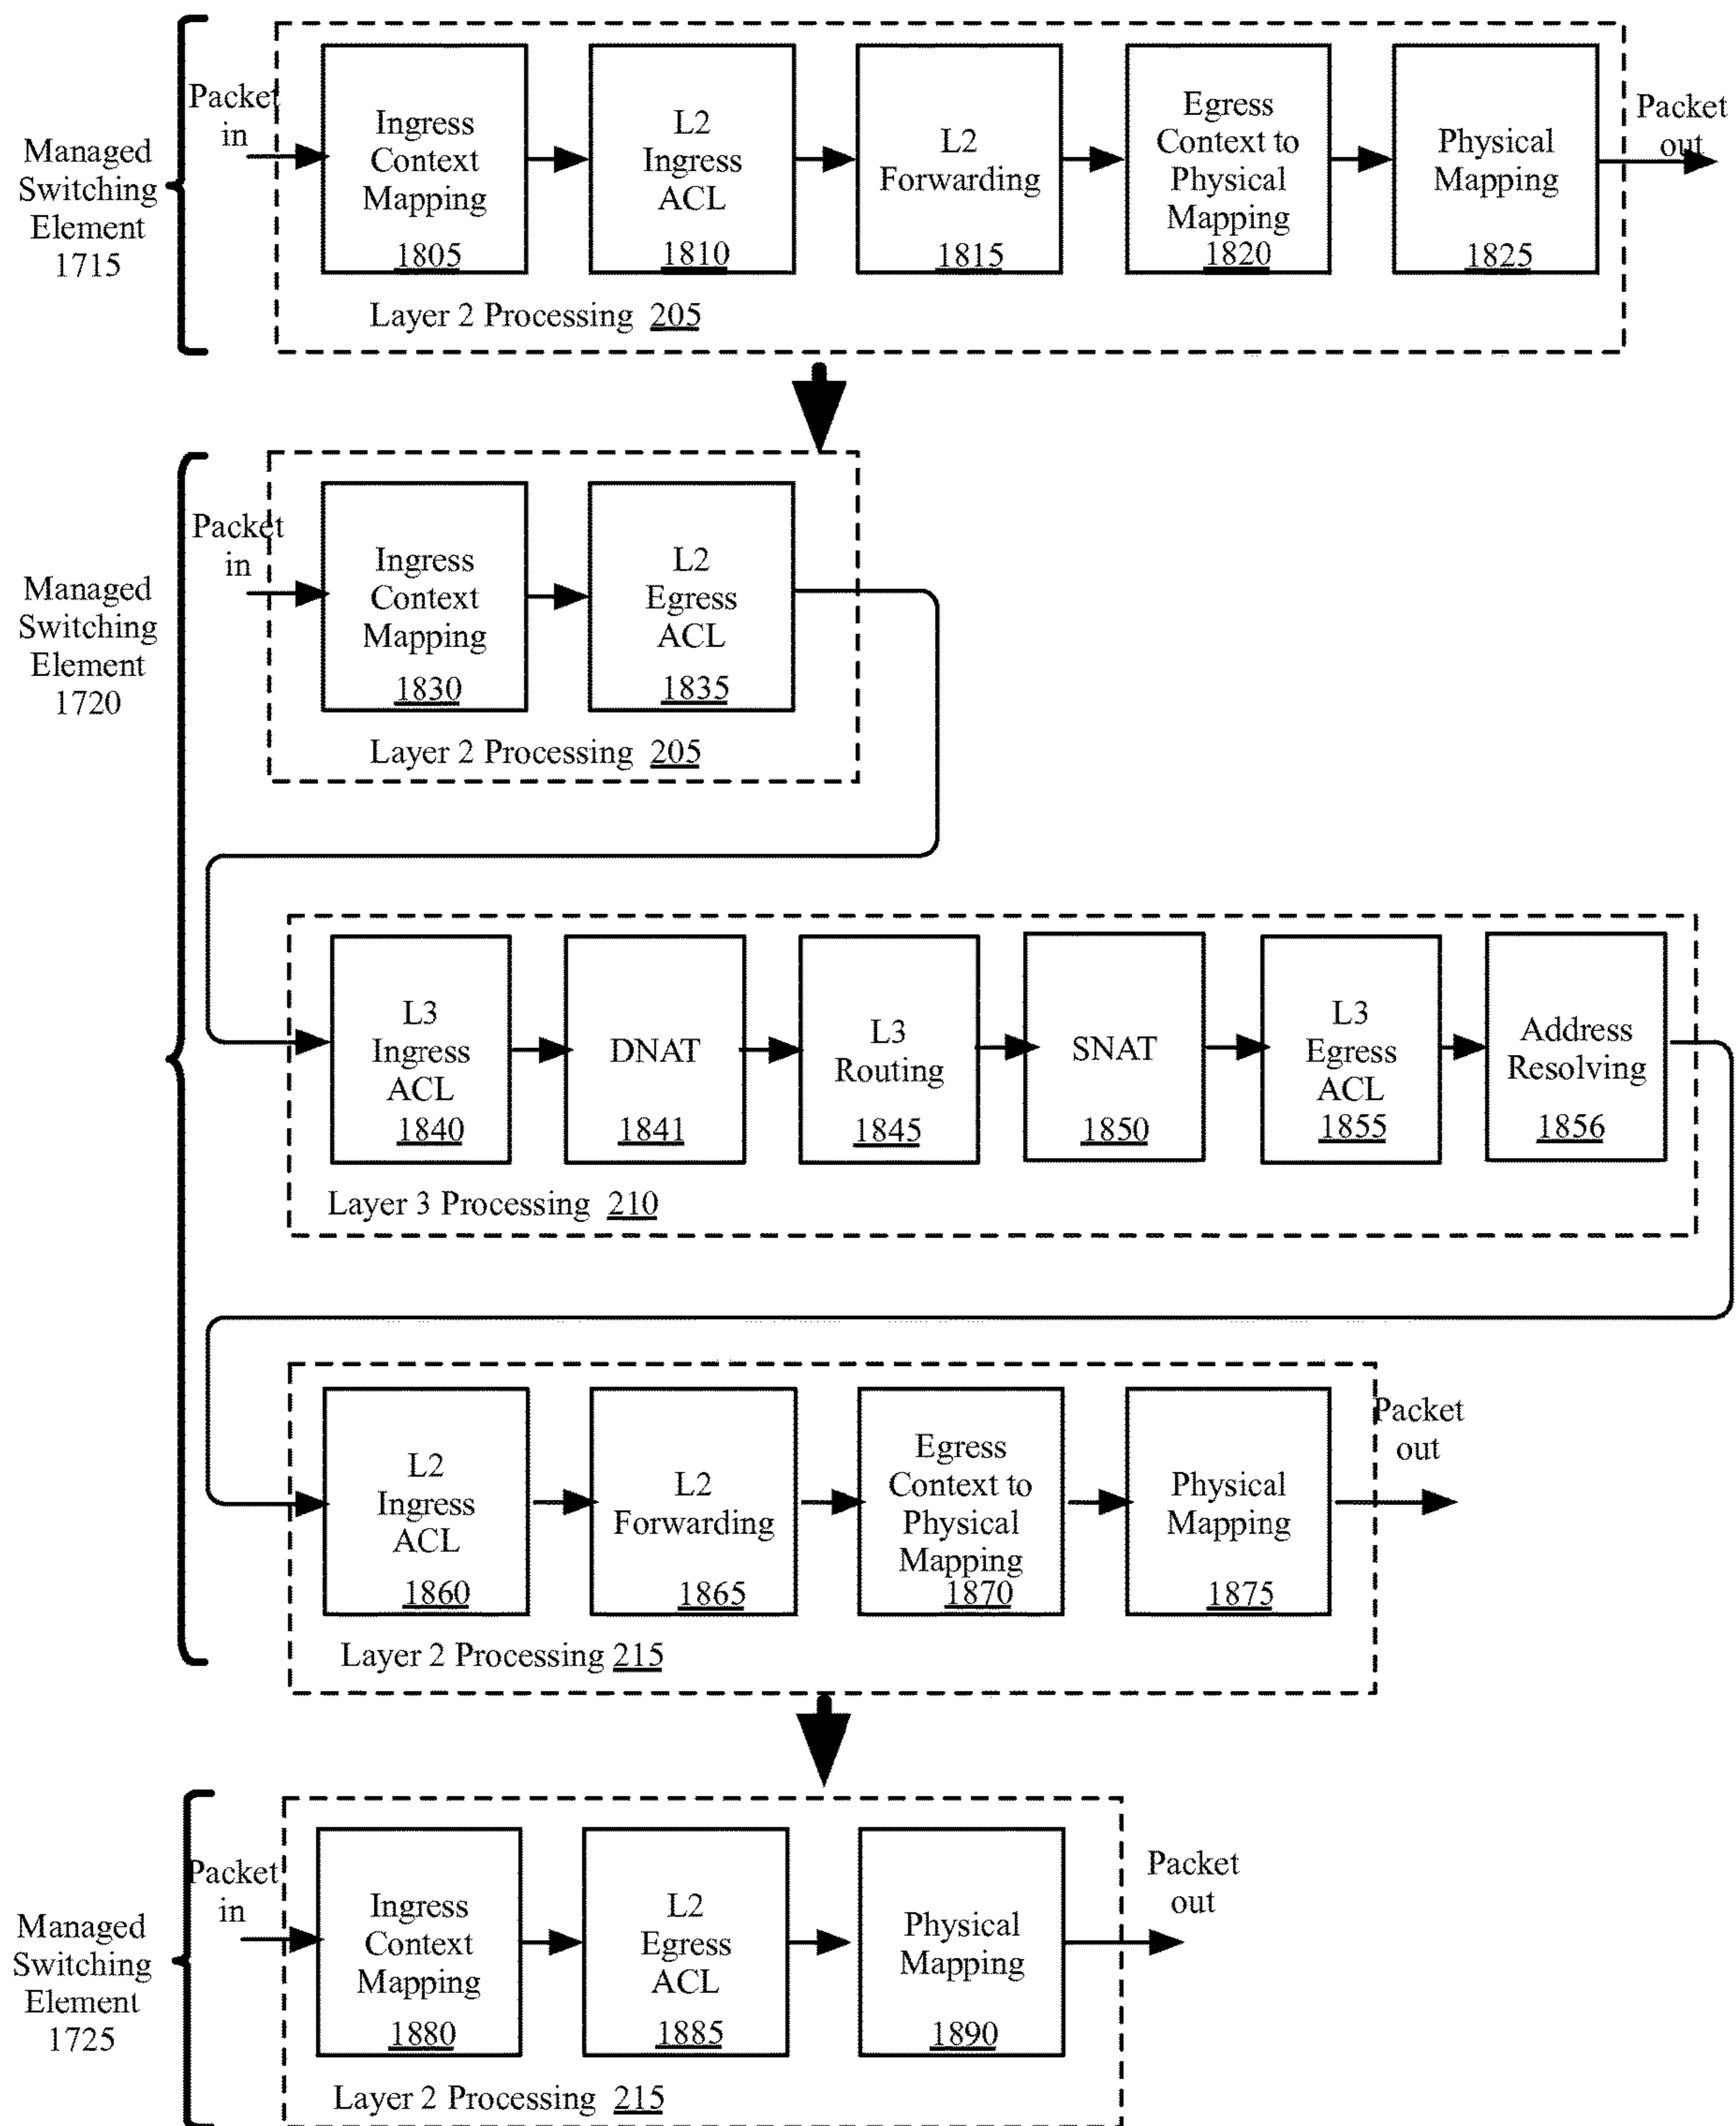 Managed
Switching
Element
1715
Packet
in
Ingress
Context
Mapping
1805
L2
Ingress
ACL
1810
L2
Forwarding
1815
Egress
Context to
Physical
Mapping
1820
Physical
Mapping
1825
Packet
out
Layer 2 Processing 205
Managed
Switching
Element
1720
Packet
in
Ingress
Context
Mapping
1830
L2
Egress
ACL
1835
Layer 2 Processing 205
L3
Ingress
ACL
1840
DNAT
1841
L3
Routing
1845
SNAT
1850
L3
Egress
ACL
1855
Address
Resolving
1856
Layer 3 Processing 210
L2
Ingress
ACL
1860
L2
Forwarding
1865
Egress
Context to
Physical
Mapping
1870
Physical
Mapping
1875
Packet
out
Layer 2 Processing 215
Managed
Switching
Element
1725
Packet
in
Ingress
Context
Mapping
1880
L2
Egress
ACL
1885
Physical
Mapping
1890
Packet
out
Layer 2 Processing 215